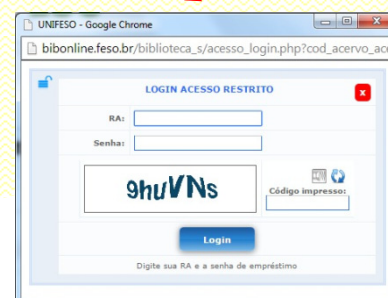 UNIFESO - Google Chrome
bibonline.feso.br/biblioteca_s/acesso_login.php?cod_acervo_ace
LOGIN ACESSO RESTRITO
x
RA:
Senha:
9huVNs
Código impresso:
Login
Digite sua RA e a senha de empréstimo